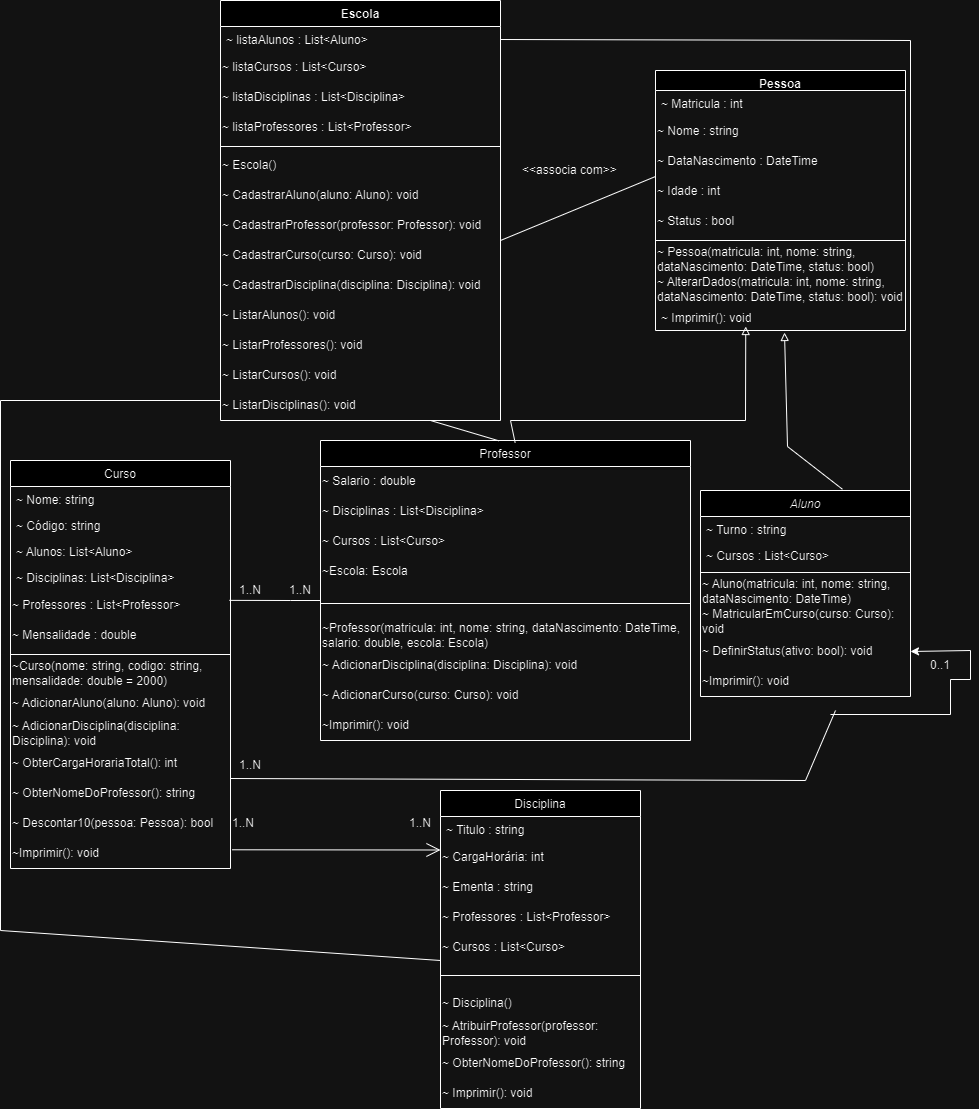 Escola
~ listaAlunos : List<Aluno>
~ listaCursos : List<Curso>
~ listaDisciplinas : List<Disciplina>
~ listaProfessores : List<Professor>
~ Escola()
~ CadastrarAluno(aluno: Aluno): void
~ CadastrarProfessor(professor: Professor): void
~ CadastrarCurso(curso: Curso): void
~ CadastrarDisciplina(disciplina: Disciplina): void
~ ListarAlunos(): void
~ ListarProfessores(): void
~ ListarCursos(): void
~ ListarDisciplinas(): void
<<associa com>>
Pessoa
~ Matricula : int
~ Nome : string
~ DataNascimento : DateTime
~ Idade : int
~ Status : bool
~ Pessoa(matricula: int, nome: string,
dataNascimento: DateTime, status: bool)
~ AlterarDados(matricula: int, nome: string,
dataNascimento: DateTime, status: bool): void
~ Imprimir(): void
Curso
~ Nome: string
~ Código: string
~ Alunos: List<Aluno>
~ Disciplinas: List<Disciplina>
~ Professores : List<Professor>
~ Mensalidade : double
~Curso(nome: string, codigo: string,
mensalidade: double = 2000)
~ AdicionarAluno(aluno: Aluno): void
~ AdicionarDisciplina(disciplina:
Disciplina): void
~ ObterCargaHorariaTotal(): int
~ ObterNomeDoProfessor(): string
~ Descontar10(pessoa: Pessoa): bool
~Imprimir(): void
1..N
1..N
Professor
~ Salario : double
~ Disciplinas : List<Disciplina>
~ Cursos : List<Curso>
~Escola: Escola
~Professor(matricula: int, nome: string, dataNascimento: DateTime,
salario: double, escola: Escola)
~ AdicionarDisciplina(disciplina: Disciplina): void
~ AdicionarCurso(curso: Curso): void
~Imprimir(): void
Aluno
~ Turno : string
~ Cursos : List<Curso>
~ Aluno(matricula: int, nome: string,
dataNascimento: DateTime)
~ MatricularEmCurso(curso: Curso):
void
~ DefinirStatus(ativo: bool): void
~Imprimir(): void
0..1
1..N
1..N
1..N
Disciplina
~ Titulo : string
~ CargaHorária: int
~ Ementa : string
~ Professores : List<Professor>
~ Cursos : List<Curso>
~ Disciplina()
~ AtribuirProfessor(professor:
Professor): void
~ ObterNomeDoProfessor(): string
~ Imprimir(): void